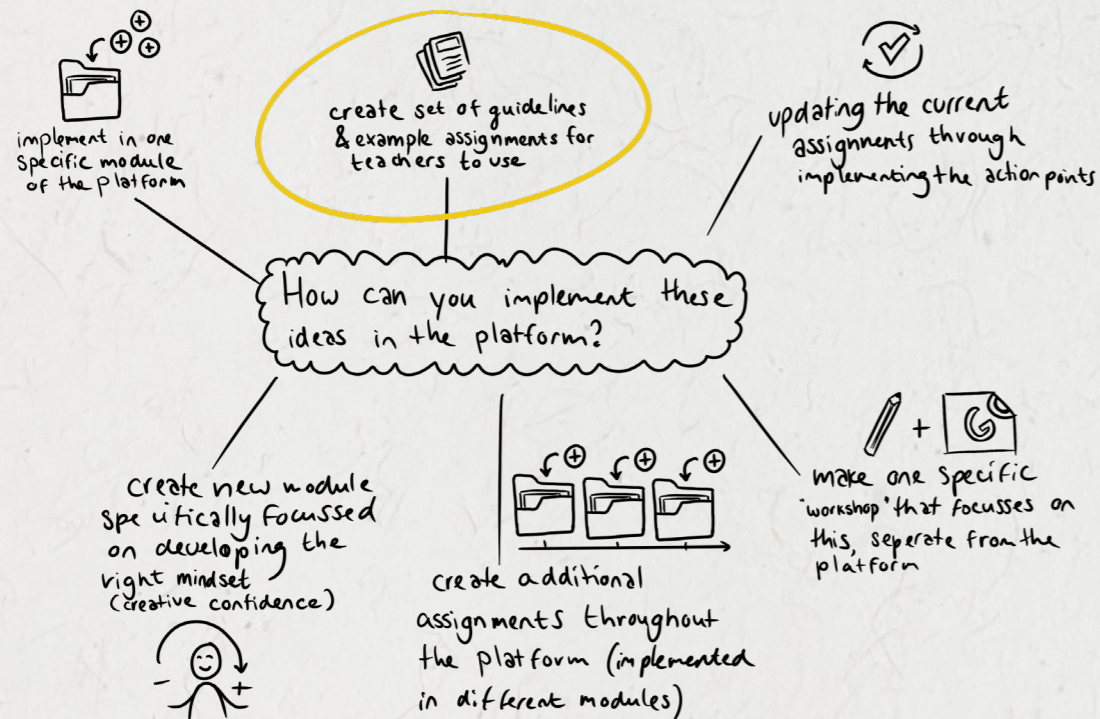 implement in one
specific module
of the platform
create set of guidelines
& example assignments for
teachers to use
updating the current
assignments through
implementing the action points
How can you implement these
ideas in the platform?
create new module
specifically focussed
on developing the
right mindset
(creative confidence)
create additional
assignments throughout
the platform (implemented
in different modules)
G
make one specific
"workshop" that focusses on
this, seperate from the
platform